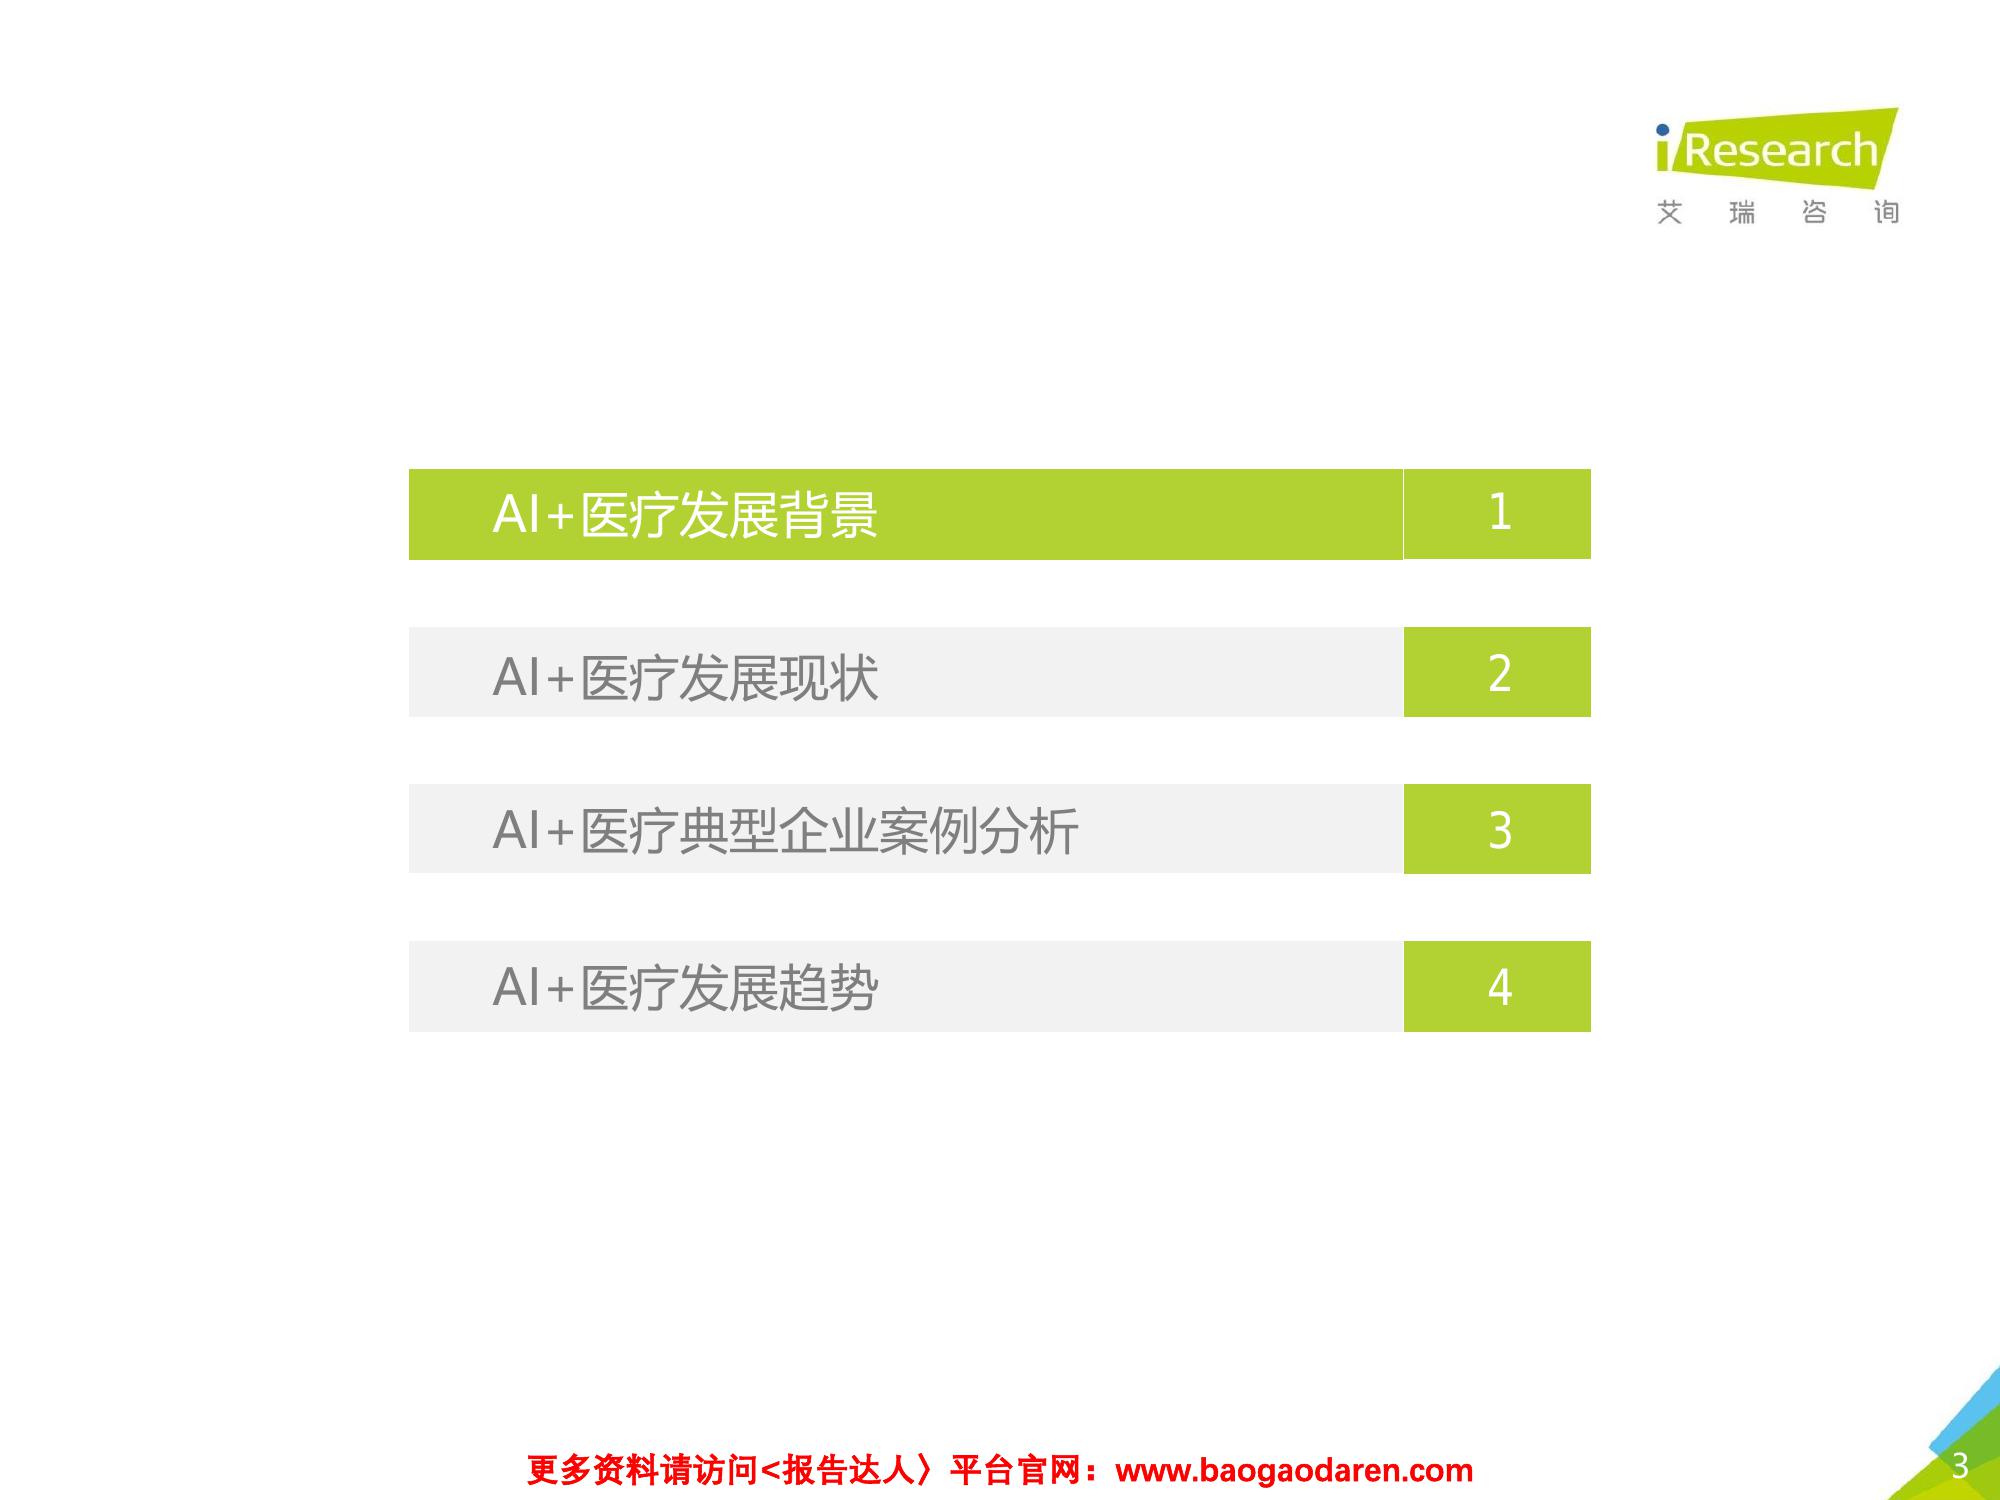 iResearch
艾瑞咨询
AI+医疗发展背景 1
AI+医疗发展现状 2
AI+医疗典型企业案例分析 3
AI+医疗发展趋势 4
更多资料请访问<报告达人〉平台官网：www.baogaodaren.com
3